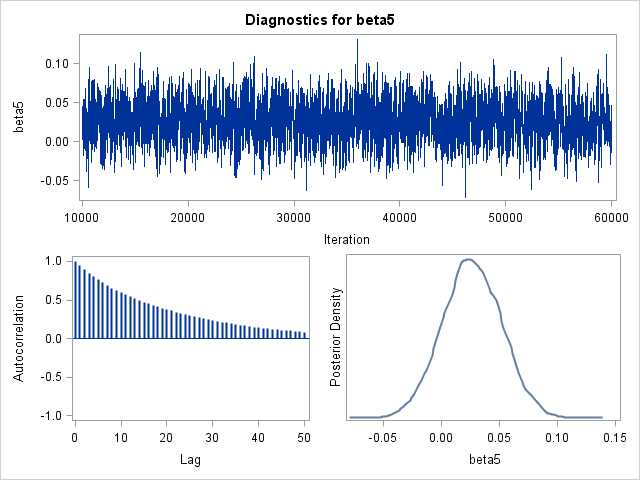 Diagnostics for beta5
beta5
0.10
0.05
0.00
-0.05
10000 20000 30000 40000 50000 60000
Iteration
Autocorrelation
1.0
0.5
0.0
-0.5
-1.0
0 10 20 30 40 50
Lag
Posterior Density
-0.05 0.00 0.05 0.10 0.15
beta5